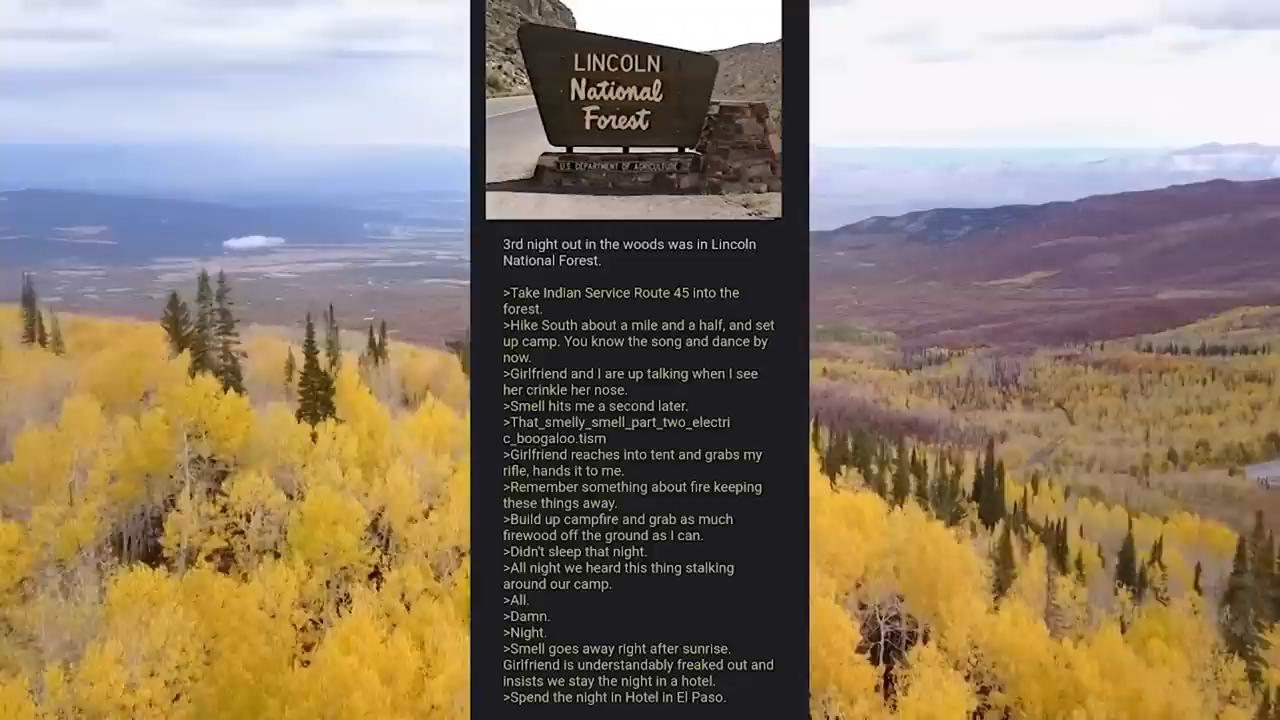 LINCOLN
National
Forest
U.S. DEPARTMENT OF AGRICULTURE
3rd night out in the woods was in Lincoln
National Forest.
>Take Indian Service Route 45 into the
forest.
>Hike South about a mile and a half, and set
up camp. You know the song and dance by
now.
>Girlfriend and I are up talking when I see
her crinkle her nose.
>Smell hits me a second later.
>That_smelly_smell_part_two_electri
c_boogaloo.tism
>Girlfriend reaches into tent and grabs my
rifle, hands it to me.
>Remember something about fire keeping
these things away.
>Build up campfire and grab as much
firewood off the ground as I can.
>Didn't sleep that night.
>All night we heard this thing stalking
around our camp.
>All.
>Damn.
>Night.
>Smell goes away right after sunrise.
Girlfriend is understandably freaked out and
insists we stay the night in a hotel.
>Spend the night in Hotel in El Paso.